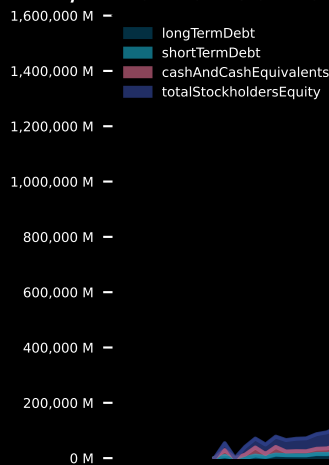 1,600,000 M
longTermDebt
shortTermDebt
1,400,000 M
cashAndCashEquivalents
totalStockholdersEquity
1,200,000 M
1,000,000 M
800,000 M
600,000 M
400,000 M
200,000 M
0 M